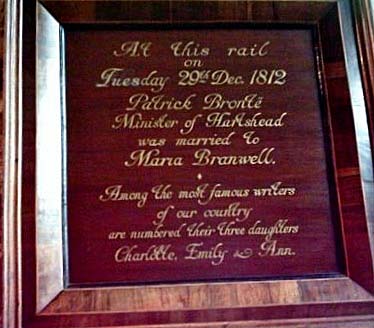 At this rail
on
Tuesday 29th Dec. 1812
Patrick Brontë
Minister of Hartshead
was married to
Maria Branwell.
Among the most famous writers
of our country
are numbered their three daughters
Charlotte, Emily & Ann.